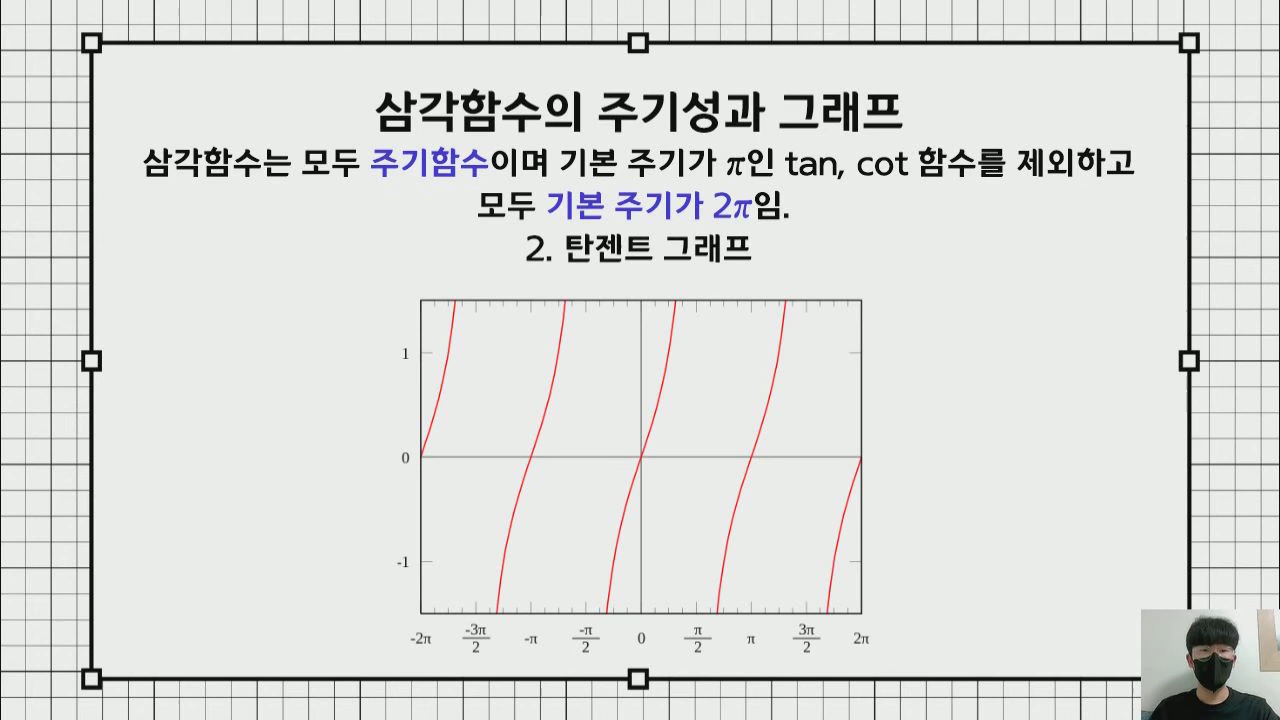 삼각함수의 주기성과 그래프
삼각함수는 모두 주기함수이며 기본 주기가 π인 tan, cot 함수를 제외하고
모두 기본 주기가 2π임.
2. 탄젠트 그래프
1
0
-1
-2π -3π/2 -π -π/2 0 π/2 π 3π/2 2π